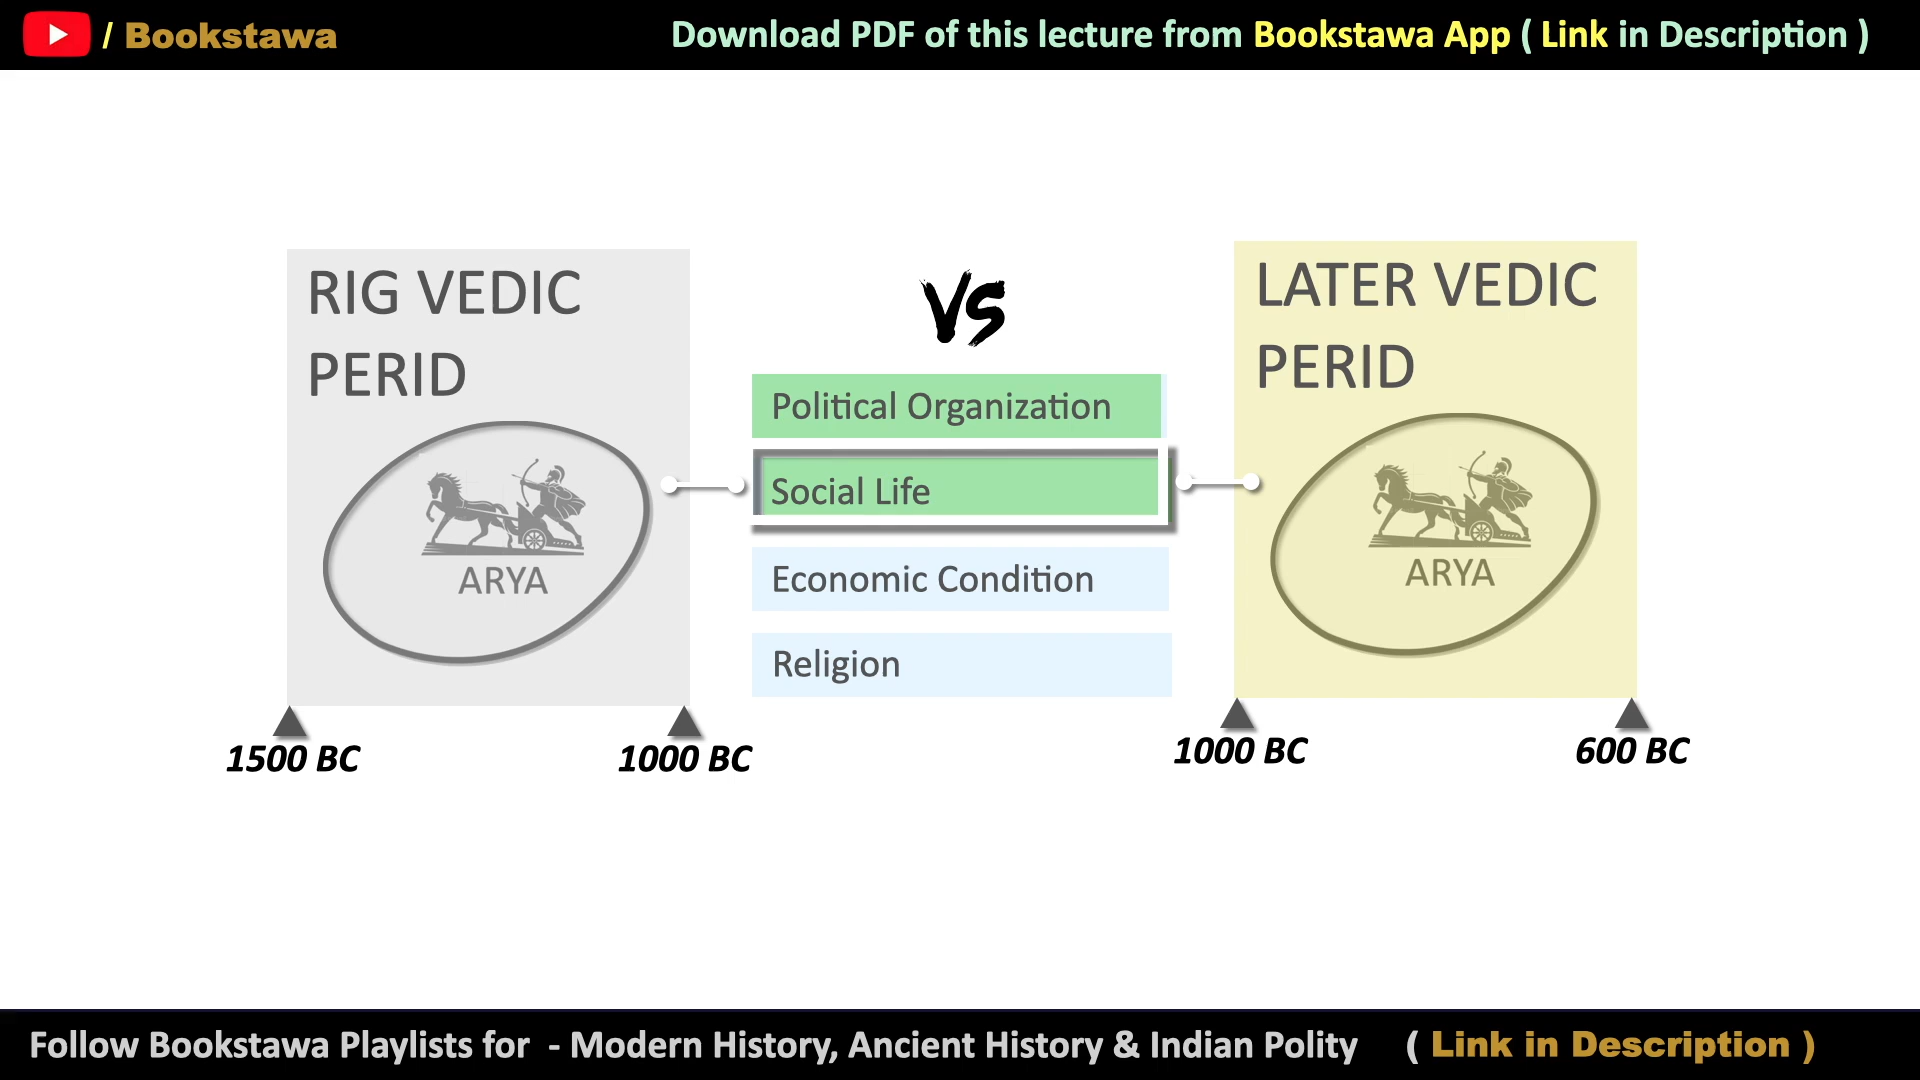 / Bookstawa
Download PDF of this lecture from Bookstawa App ( Link in Description )
RIG VEDIC
PERID
ARYA
1500 BC
1000 BC
VS
Political Organization
Social Life
Economic Condition
Religion
LATER VEDIC
PERID
ARYA
1000 BC
600 BC
Follow Bookstawa Playlists for - Modern History, Ancient History & Indian Polity ( Link in Description )